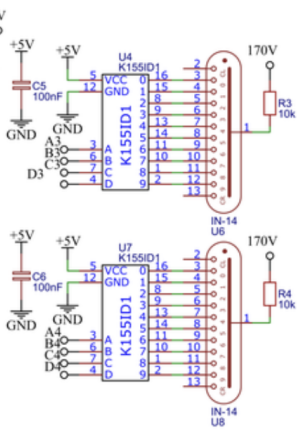 V
+5V
+5V
U4
K155ID1
170V
C5
100nF
GND
GND
5 VCC 0 16
12 GND 1 15
2 8
3 9
4 13
5 14
A3 3 A 6 11
B3 6 B 7 10
C3 7 C 8 1
D3 4 D 9 2
K155ID1
2
3
4
5
6
7
8
9
10
11
12
13
1
R3
10k
IN-14
U6
+5V
+5V
U7
K155ID1
170V
C6
100nF
GND
GND
5 VCC 0 16
12 GND 1 15
2 8
3 9
4 13
5 14
A4 3 A 6 11
B4 6 B 7 10
C4 7 C 8 1
D4 4 D 9 2
K155ID1
2
3
4
5
6
7
8
9
10
11
12
13
1
R4
10k
IN-14
U8